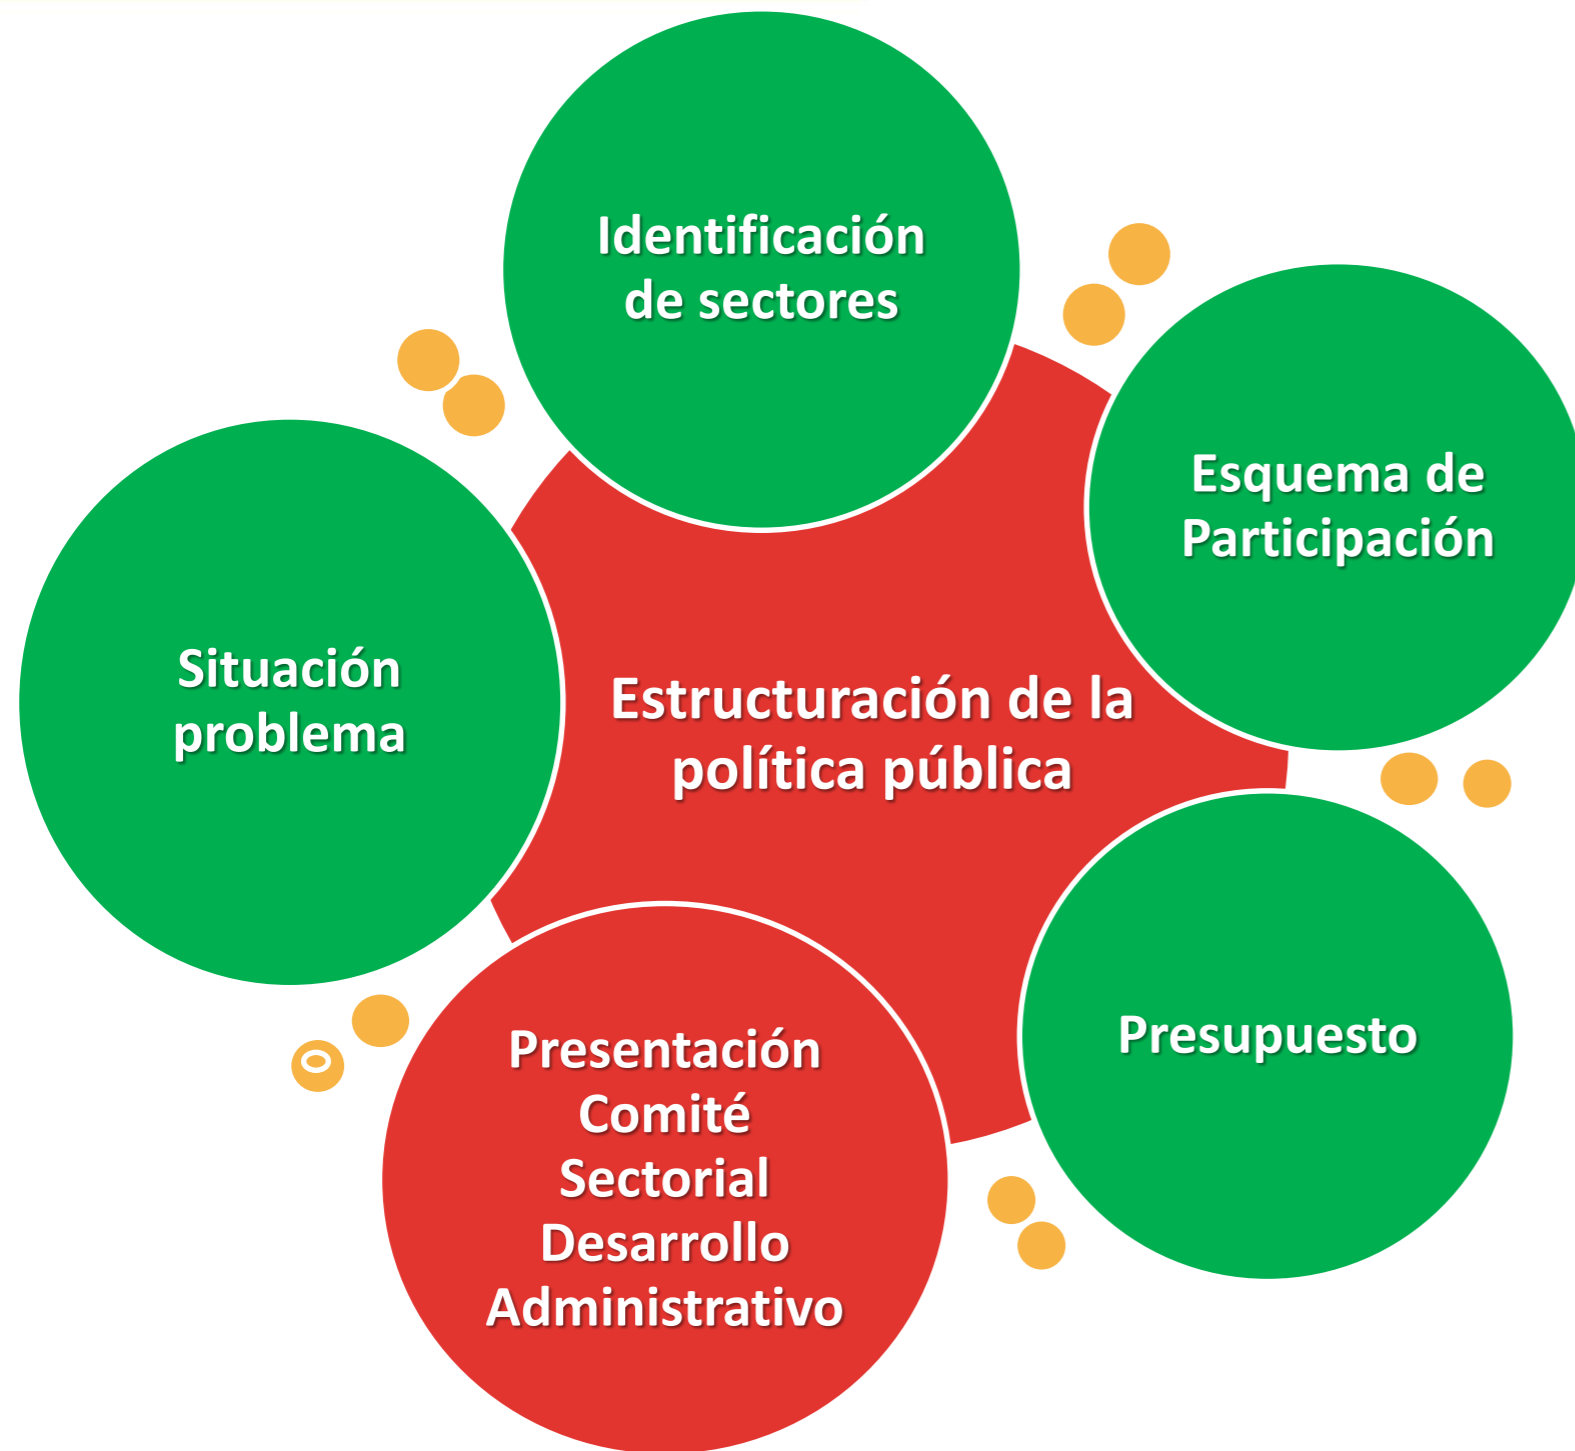 Identificación
de sectores
Esquema de
Participación
Situación
problema
Estructuración de la
política pública
Presupuesto
Presentación
Comité
Sectorial
Desarrollo
Administrativo